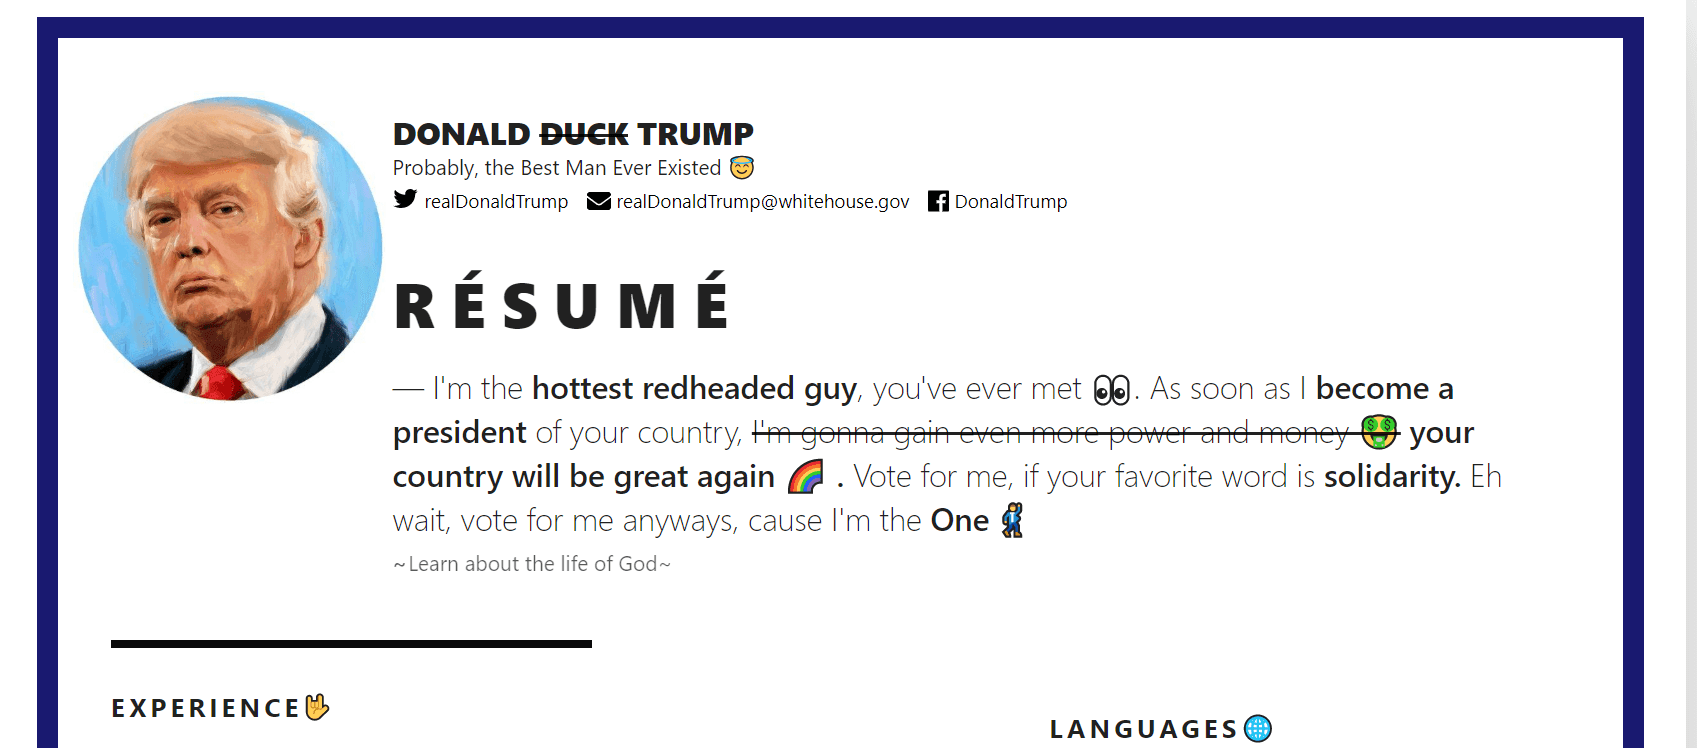 DONALD DUCK TRUMP
Probably, the Best Man Ever Existed 😇
realDonaldTrump realDonaldTrump@whitehouse.gov DonaldTrump
RÉSUMÉ
— I'm the hottest redheaded guy, you've ever met 👀. As soon as I become a
president of your country, I'm gonna gain even more power and money 🤑 your
country will be great again 🌈 . Vote for me, if your favorite word is solidarity. Eh
wait, vote for me anyways, cause I'm the One 🕺
~Learn about the life of God~
EXPERIENCE🤟
LANGUAGES🌐